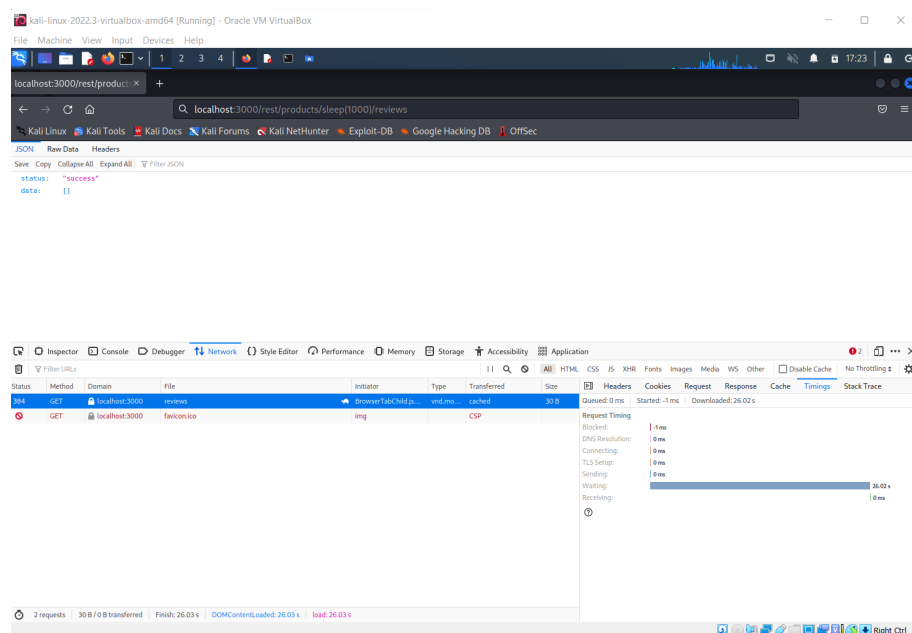 kali-linux-2022.3-virtualbox-amd64 [Running] - Oracle VM VirtualBox
File Machine View Input Devices Help
1 2 3 4 17:23
localhost:3000/rest/products
localhost:3000/rest/products/sleep(1000)/reviews
Kali Linux Kali Tools Kali Docs Kali Forums Kali NetHunter Exploit-DB Google Hacking DB OffSec
JSON Raw Data Headers
Save Copy Collapse All Expand All Filter JSON
status: "success"
data: []
Inspector Console Debugger Network Style Editor Performance Memory Storage Accessibility Application 2
Filter URLs All HTML CSS JS XHR Fonts Images Media WS Other Disable Cache No Throttling
Status Method Domain File Initiator Type Transferred Size Headers Cookies Request Response Cache Timings Stack Trace
304 GET localhost:3000 reviews BrowserTabChild.js... vnd.mo... cached 30 B Queued: 0 ms Started: -1 ms Downloaded: 26.02 s
GET localhost:3000 favicon.ico img CSP Request Timing
Blocked: -1 ms
DNS Resolution: 0 ms
Connecting: 0 ms
TLS Setup: 0 ms
Sending: 0 ms
Waiting: 26.02 s
Receiving: 0 ms
2 requests 30 B / 0 B transferred Finish: 26.03 s DOMContentLoaded: 26.03 s load: 26.03 s
Right Ctrl